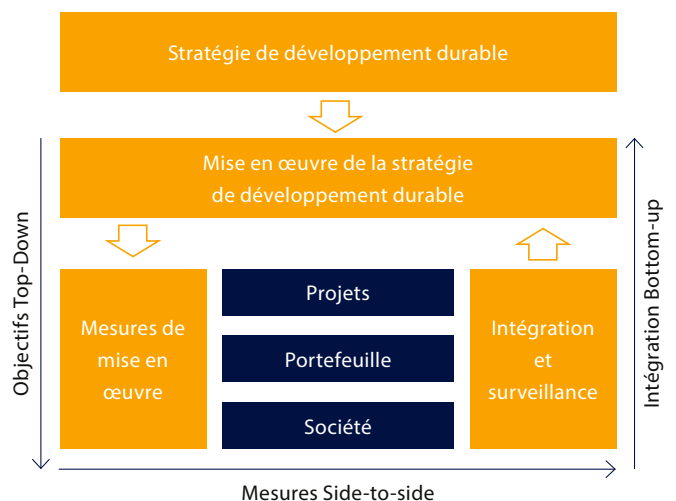 Stratégie de développement durable
Mise en œuvre de la stratégie
de développement durable
Objectifs Top-Down
Mesures de
mise en
œuvre
Projets
Portefeuille
Société
Intégration
et
surveillance
Intégration Bottom-up
Mesures Side-to-side